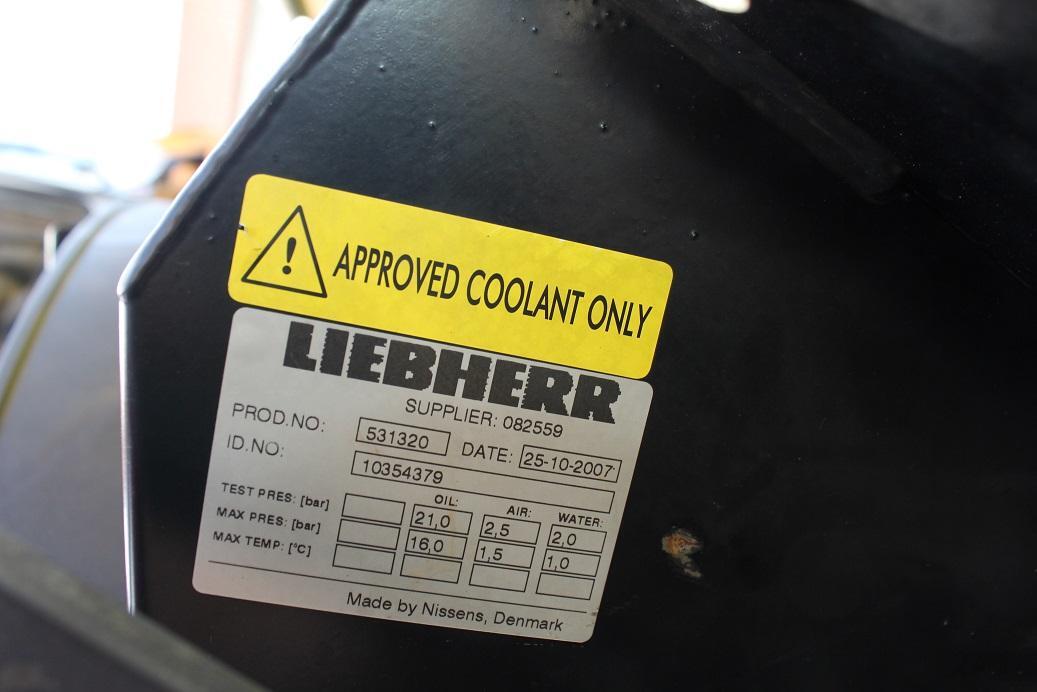 ! APPROVED COOLANT ONLY
LIEBHERR
SUPPLIER: 082559
PROD.NO: 531320 DATE: 25-10-2007
ID.NO: 10354379
OIL: AIR: WATER:
TEST PRES: [bar] 21,0 2,5 2,0
MAX PRES: [bar] 16,0 1,5 1,0
MAX TEMP: [°C]
Made by Nissens, Denmark